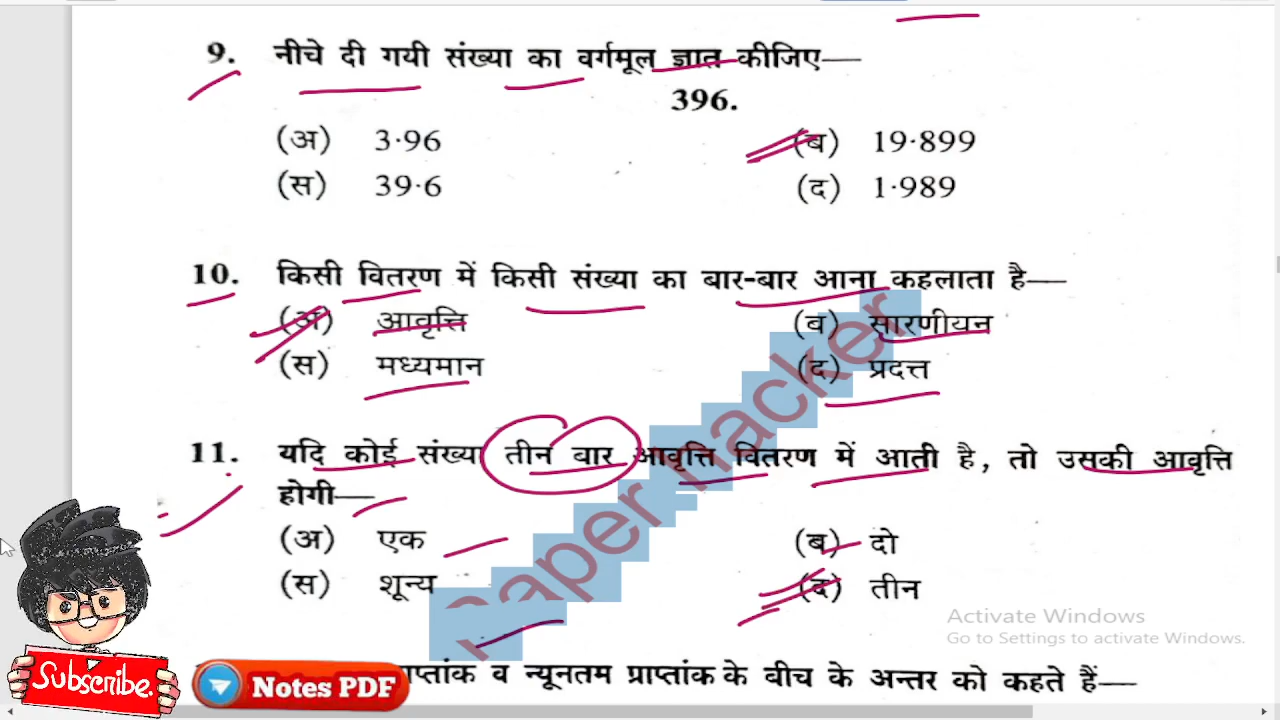 9. नीचे दी गयी संख्या का वर्गमूल ज्ञात कीजिए—
396.
(अ) 3·96 (ब) 19·899
(स) 39·6 (द) 1·989
10. किसी वितरण में किसी संख्या का बार-बार आना कहलाता है—
(अ) आवृत्ति (ब) सारणीयन
(स) मध्यमान (द) प्रदत्त
11. यदि कोई संख्या तीन बार आवृत्ति वितरण में आती है, तो उसकी आवृत्ति
होगी—
(अ) एक (ब) दो
(स) शून्य (द) तीन
Paper hacker
Activate Windows
Go to Settings to activate Windows.
व न्यूनतम प्राप्तांक के बीच के अन्तर को कहते हैं—
Subscribe.
Notes PDF